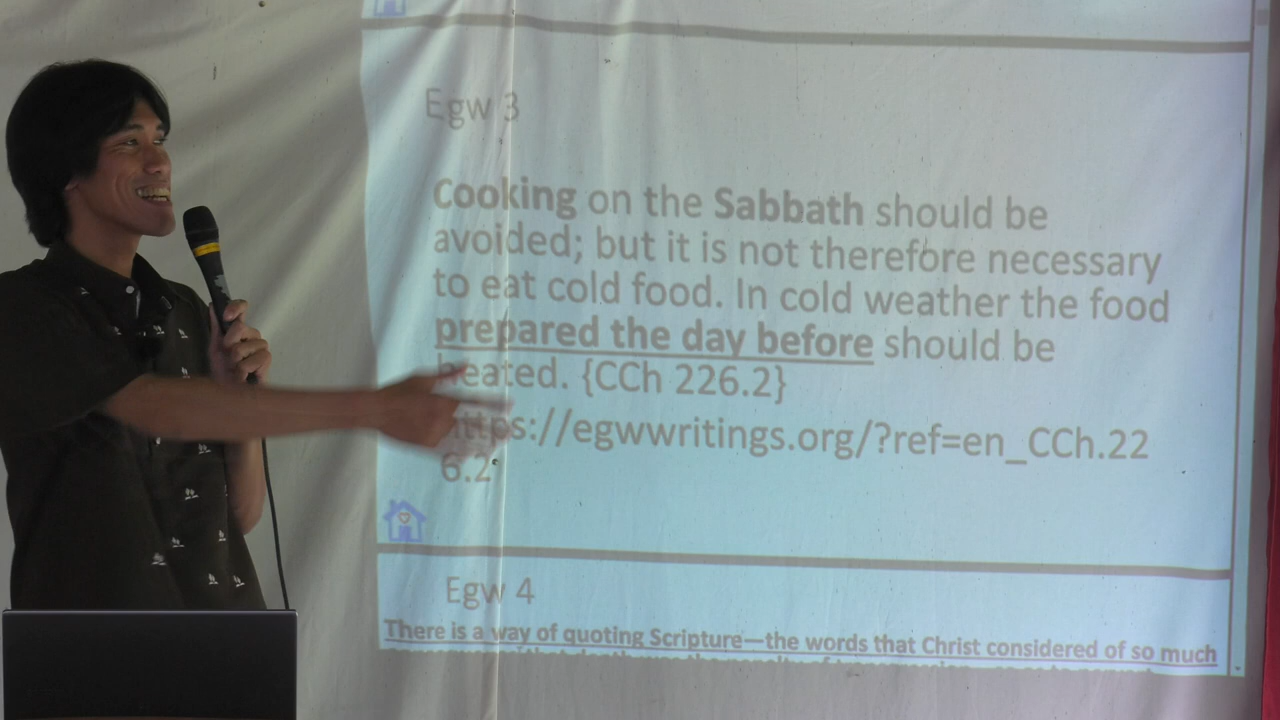 Egw 3
Cooking on the Sabbath should be
avoided; but it is not therefore necessary
to eat cold food. In cold weather the food
prepared the day before should be
heated. {CCh 226.2}
https://egwwritings.org/?ref=en_CCh.22
6.2
Egw 4
There is a way of quoting Scripture—the words that Christ considered of so much